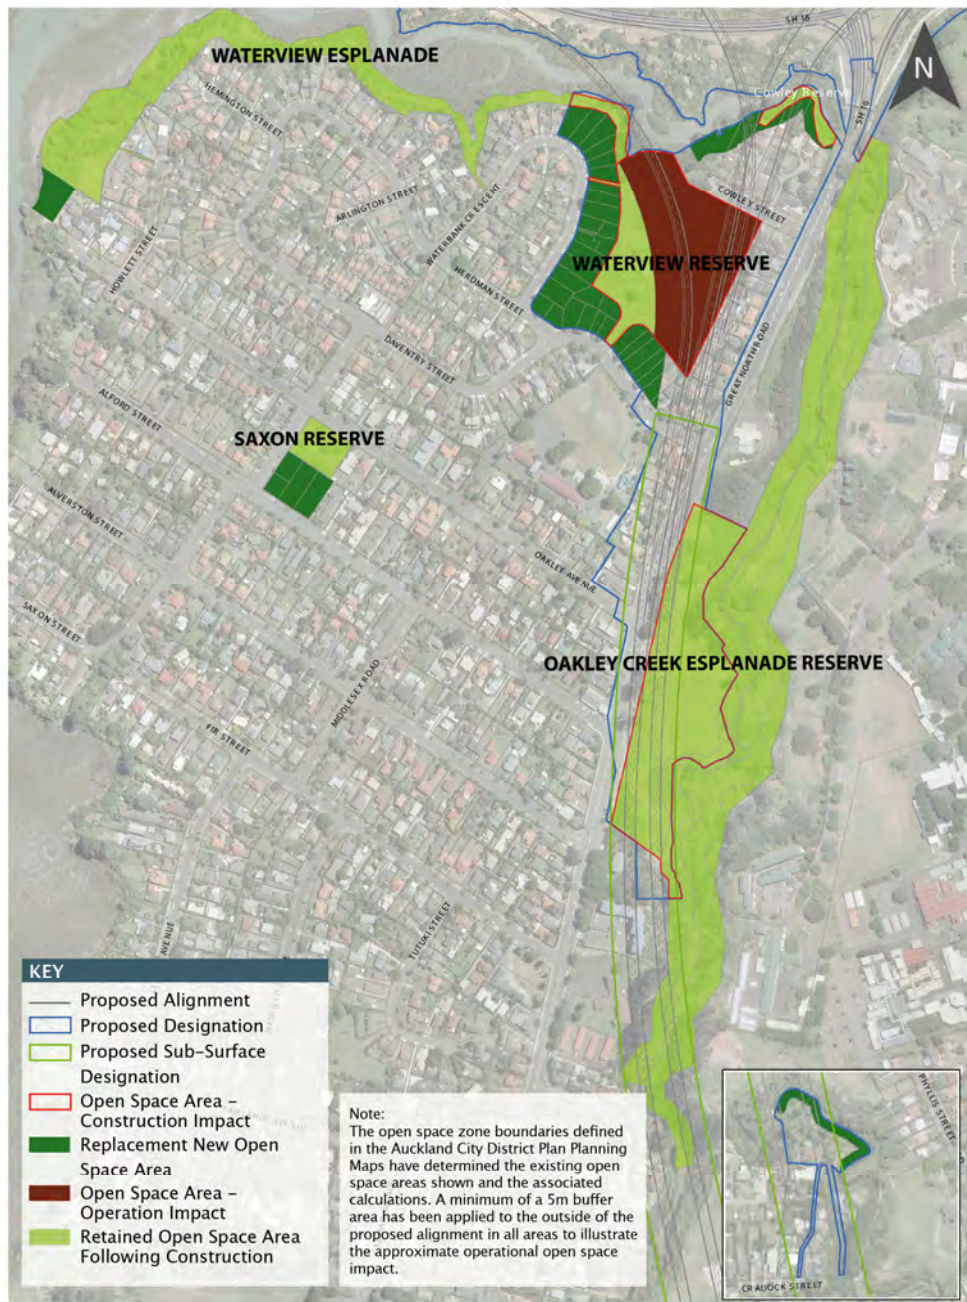 SH 16
WATERVIEW ESPLANADE
N
HEMINGTON STREET
Cowley Reserve
SH 16
ARLINGTON STREET
WATERBANK CRESCENT
COWLEY STREET
HOWLETT STREET
WATERVIEW RESERVE
HERDMAN STREET
DAVENTRY STREET
GREAT NORTH ROAD
ALFORD STREET
SAXON RESERVE
ALVERSTON STREET
OAKLEY AVENUE
SAXON STREET
OAKLEY CREEK ESPLANADE RESERVE
MIDDLESEX ROAD
FIR STREET
TUTUKI STREET
AVENUE
KEY
Proposed Alignment
Proposed Designation
Proposed Sub-Surface
Designation
Open Space Area -
Construction Impact
Replacement New Open
Space Area
Open Space Area -
Operation Impact
Retained Open Space Area
Following Construction
Note:
The open space zone boundaries defined
in the Auckland City District Plan Planning
Maps have determined the existing open
space areas shown and the associated
calculations. A minimum of a 5m buffer
area has been applied to the outside of the
proposed alignment in all areas to illustrate
the approximate operational open space
impact.
PHYLLIS STREET
CRADOCK STREET